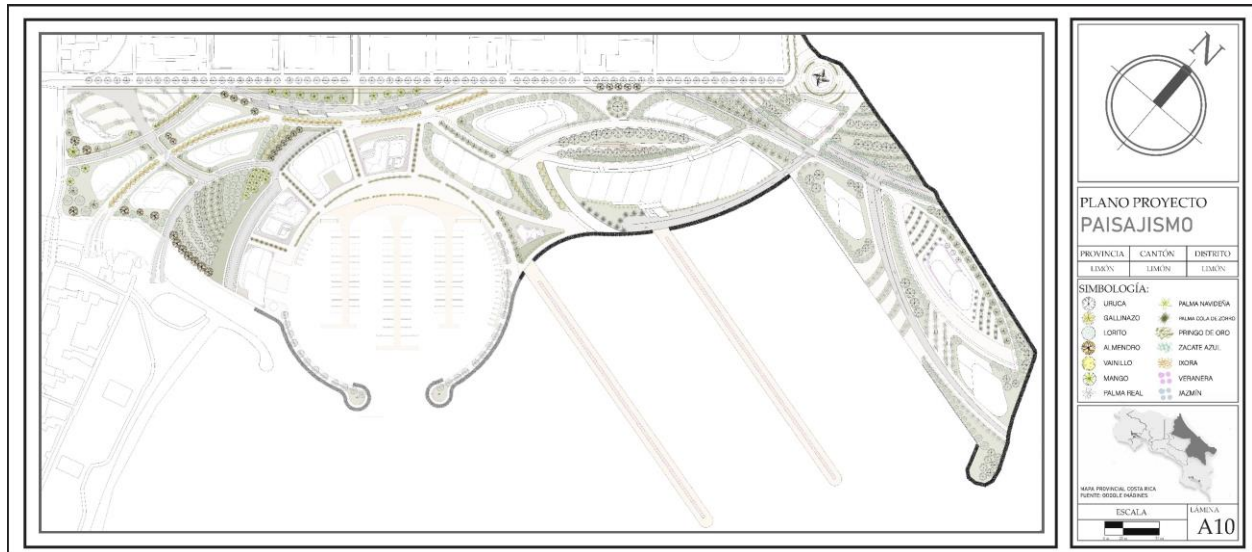 N
PLANO PROYECTO
PAISAJISMO
PROVINCIA CANTÓN DISTRITO
LIMÓN LIMÓN LIMÓN
SIMBOLOGÍA:
URUCA PALMA NAVIDEÑA
GALLINAZO PALMA COLA DE ZORRO
LORITO PRINGO DE ORO
ALMENDRO ZACATE AZUL
VAINILLO IXORA
MANGO VERANERA
PALMA REAL JAZMÍN
MAPA PROVINCIAL COSTA RICA
FUENTE: GOOGLE IMÁGINES
ESCALA LÁMINA
A10